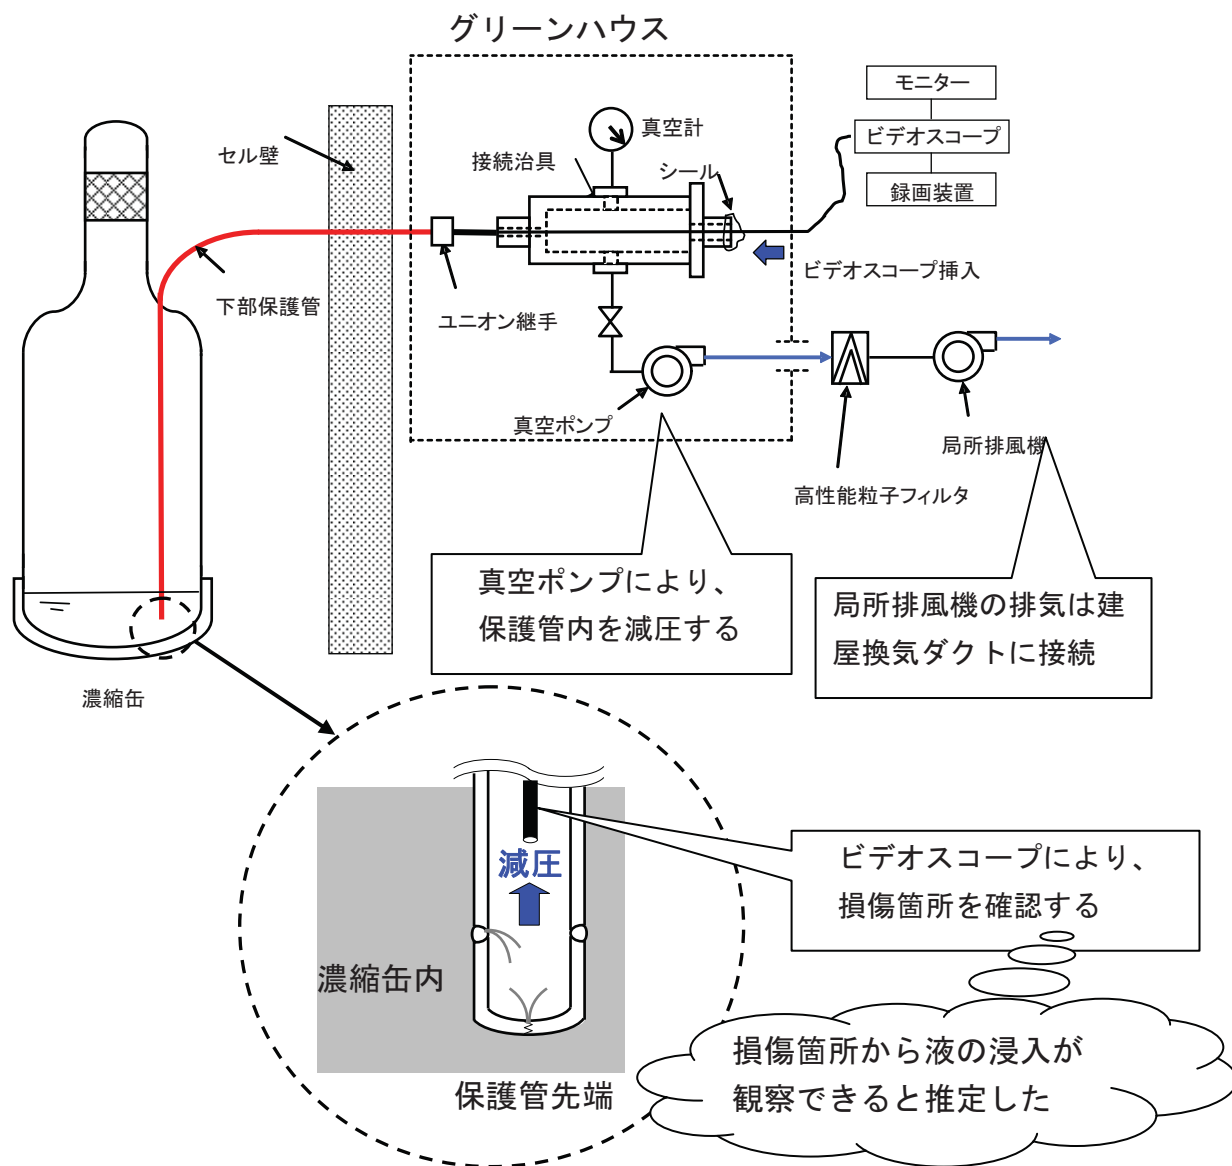 グリーンハウス
モニター
ビデオスコープ
録画装置
真空計
セル壁
接続治具
シール
下部保護管
ユニオン継手
ビデオスコープ挿入
真空ポンプ
局所排風機
高性能粒子フィルタ
真空ポンプにより、
保護管内を減圧する
局所排風機の排気は建
屋換気ダクトに接続
濃縮缶
減圧
ビデオスコープにより、
損傷箇所を確認する
濃縮缶内
保護管先端
損傷箇所から液の浸入が
観察できると推定した